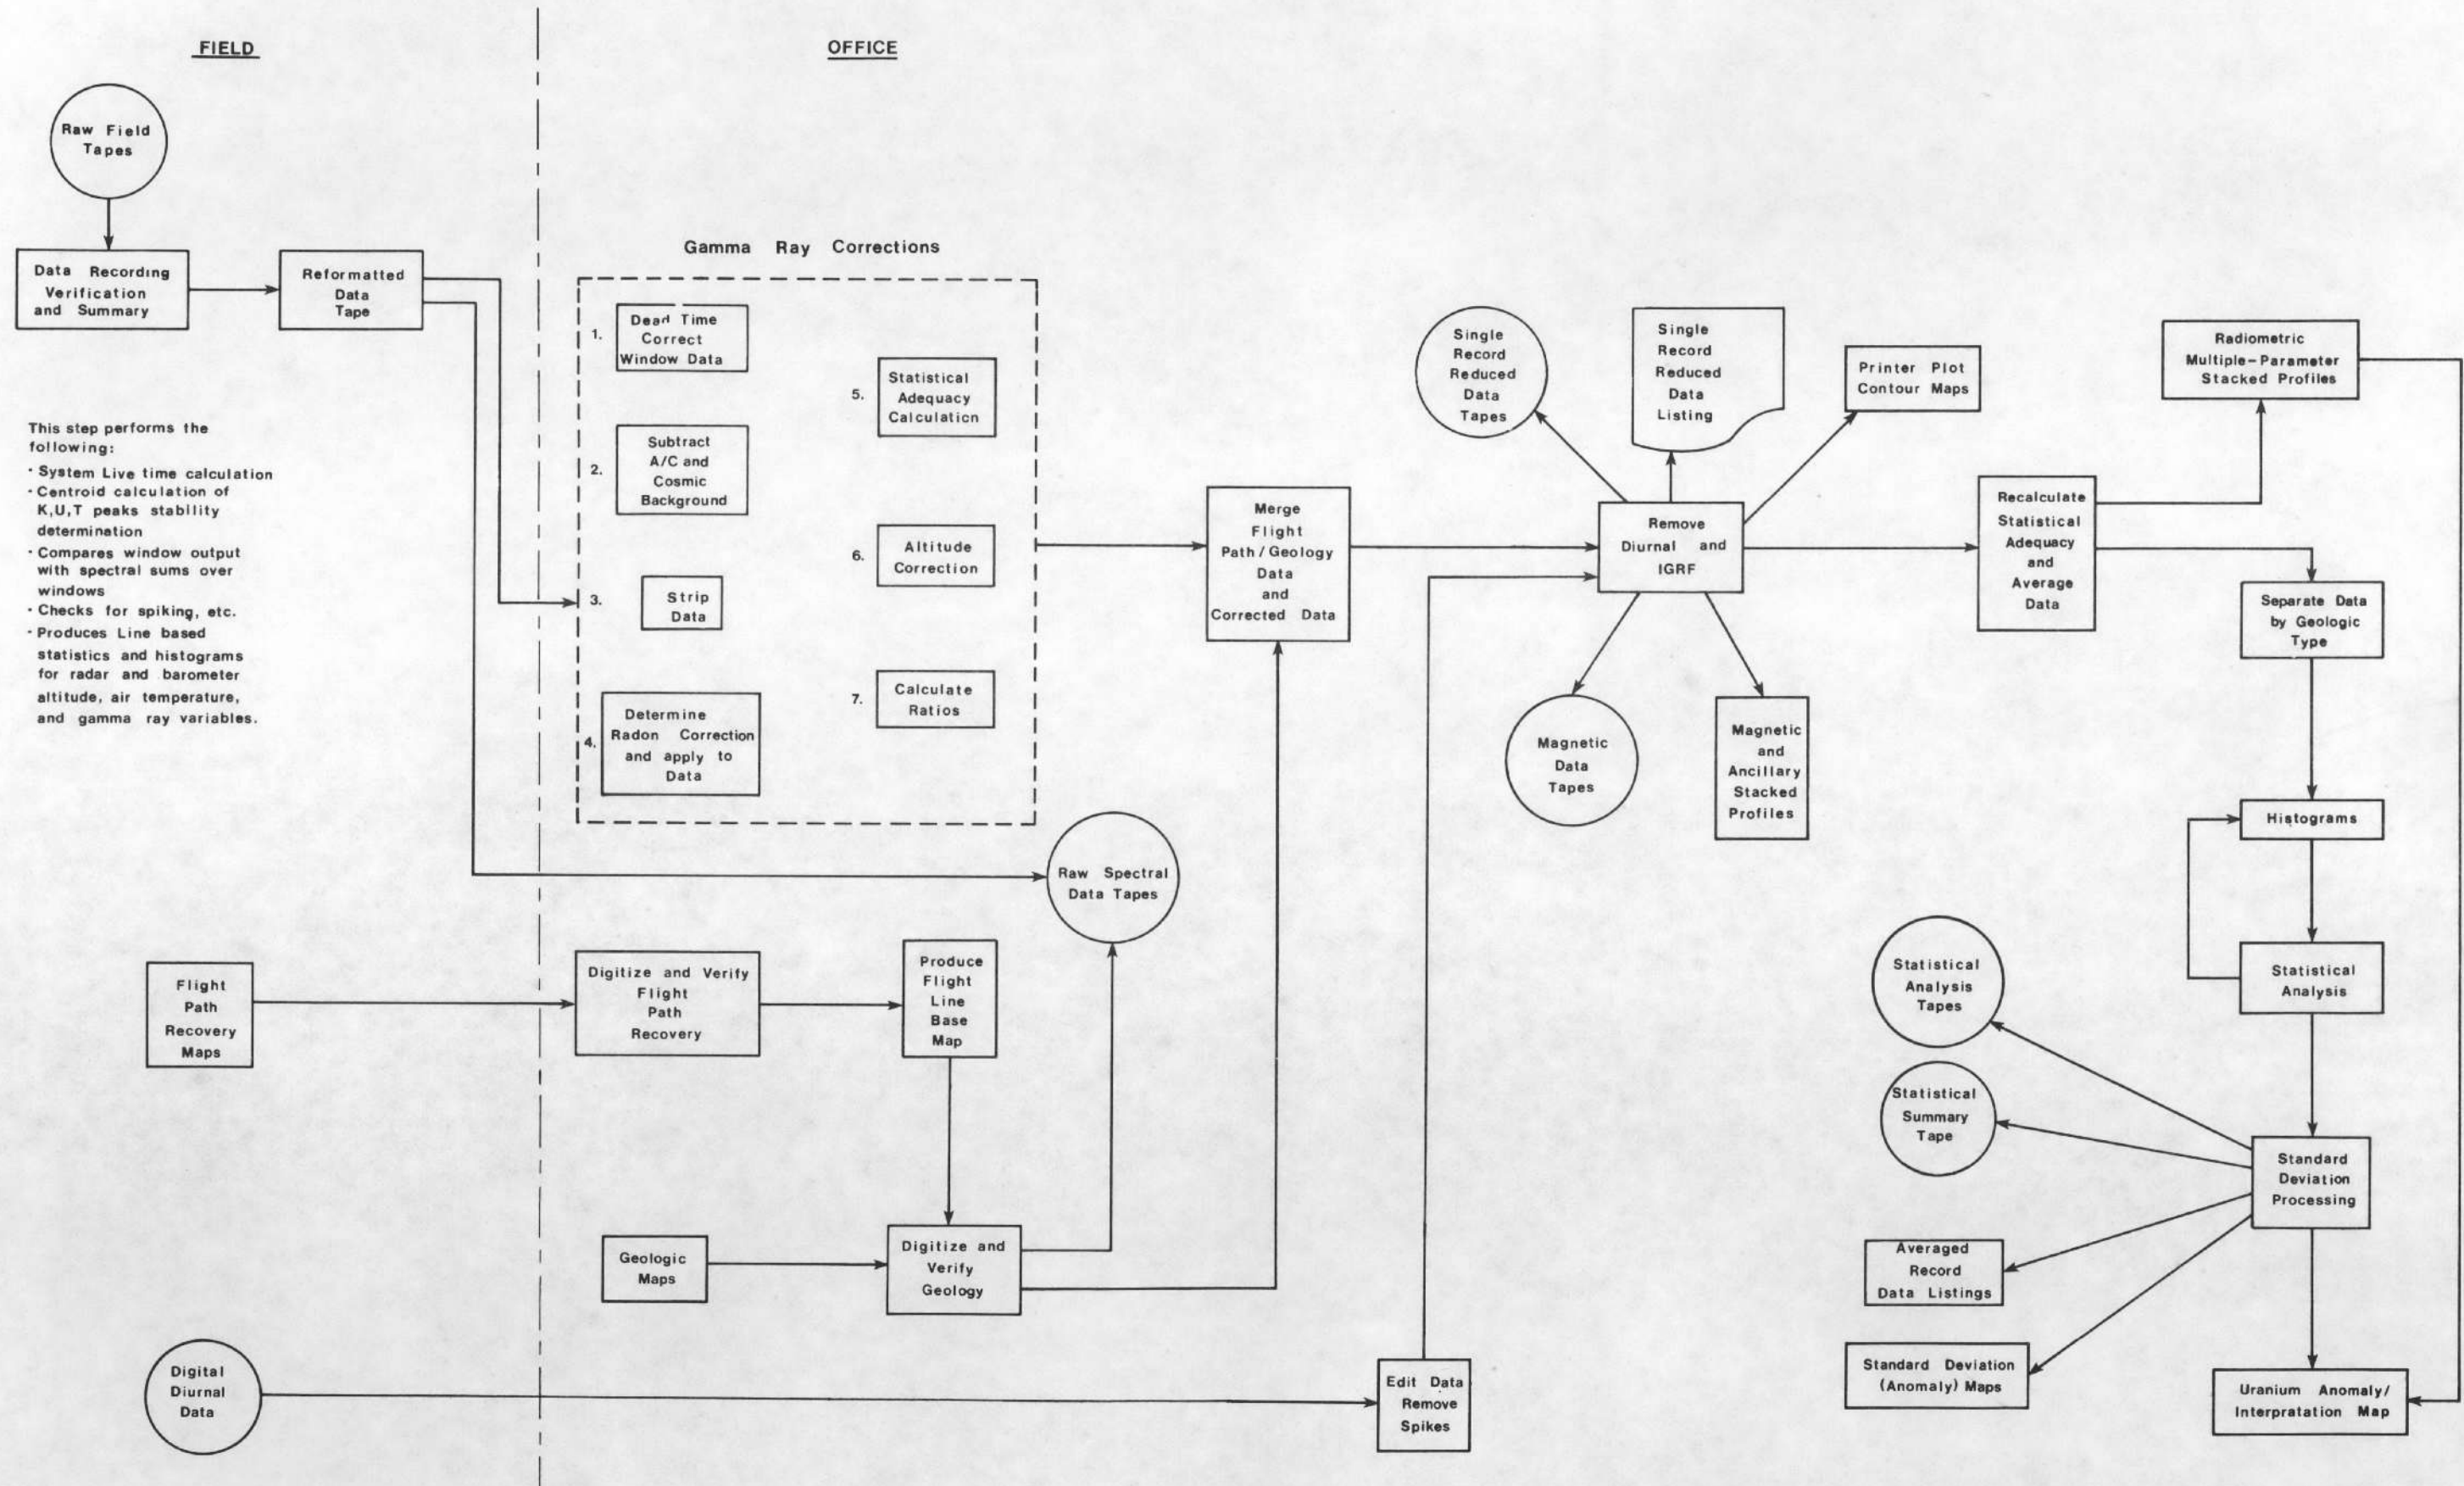 FIELD
OFFICE
Raw Field
Tapes
Data Recording
Verification
and Summary
Reformatted
Data
Tape
This step performs the
following:
· System Live time calculation
· Centroid calculation of
K,U,T peaks stability
determination
· Compares window output
with spectral sums over
windows
· Checks for spiking, etc.
· Produces Line based
statistics and histograms
for radar and barometer
altitude, air temperature,
and gamma ray variables.
Gamma Ray Corrections
1.
Dead Time
Correct
Window Data
2.
Subtract
A/C and
Cosmic
Background
3.
Strip
Data
4.
Determine
Radon Correction
and apply to
Data
5.
Statistical
Adequacy
Calculation
6.
Altitude
Correction
7.
Calculate
Ratios
Raw Spectral
Data Tapes
Flight
Path
Recovery
Maps
Digitize and Verify
Flight
Path
Recovery
Produce
Flight
Line
Base
Map
Geologic
Maps
Digitize and
Verify
Geology
Digital
Diurnal
Data
Edit Data
Remove
Spikes
Merge
Flight
Path/Geology
Data
and
Corrected Data
Single
Record
Reduced
Data
Tapes
Single
Record
Reduced
Data
Listing
Printer Plot
Contour Maps
Remove
Diurnal and
IGRF
Magnetic
Data
Tapes
Magnetic
and
Ancillary
Stacked
Profiles
Recalculate
Statistical
Adequacy
and
Average
Data
Radiometric
Multiple-Parameter
Stacked Profiles
Separate Data
by Geologic
Type
Histograms
Statistical
Analysis
Statistical
Analysis
Tapes
Statistical
Summary
Tape
Standard
Deviation
Processing
Averaged
Record
Data Listings
Standard Deviation
(Anomaly) Maps
Uranium Anomaly/
Interpratation Map